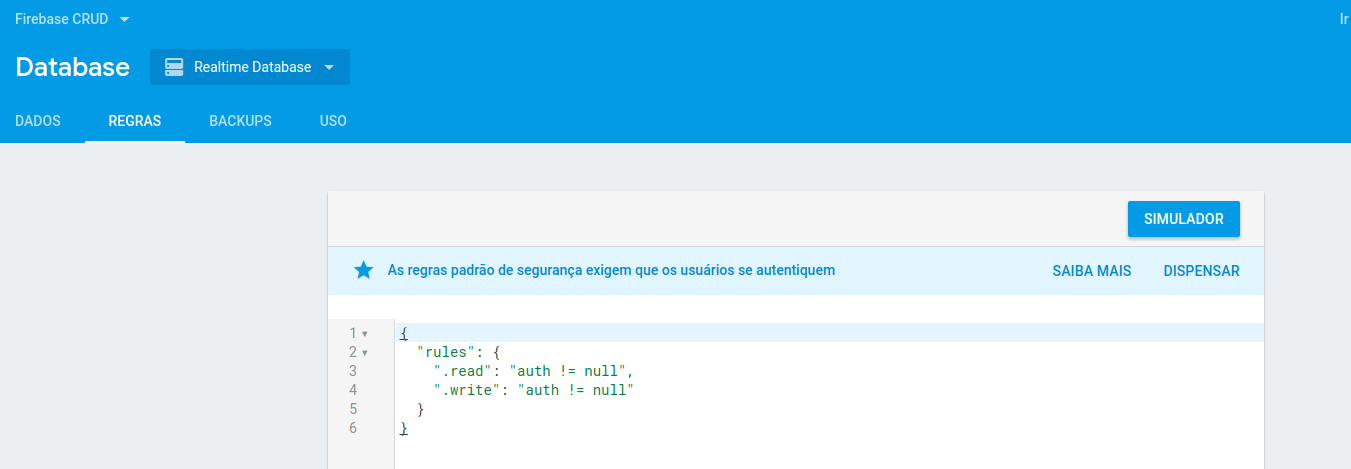 Firebase CRUD
Ir
Database
Realtime Database
DADOS REGRAS BACKUPS USO
SIMULADOR
As regras padrão de segurança exigem que os usuários se autentiquem SAIBA MAIS DISPENSAR
1 {
2 "rules": {
3 ".read": "auth != null",
4 ".write": "auth != null"
5 }
6 }